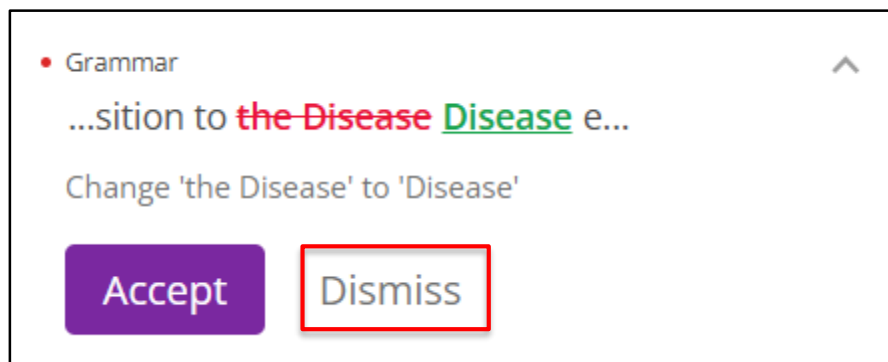 Grammar
...sition to the Disease Disease e...
Change 'the Disease' to 'Disease'
Accept Dismiss